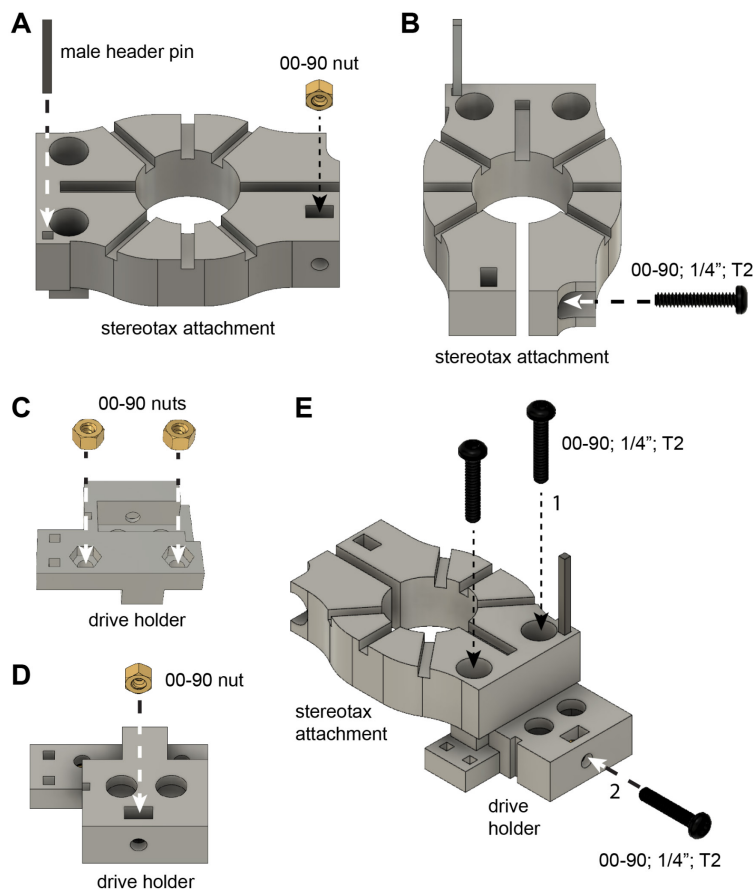 A
male header pin
00-90 nut
stereotax attachment
B
00-90; 1/4”; T2
stereotax attachment
C
00-90 nuts
drive holder
D
00-90 nut
drive holder
E
00-90; 1/4”; T2
1
stereotax
attachment
drive
holder
2
00-90; 1/4”; T2